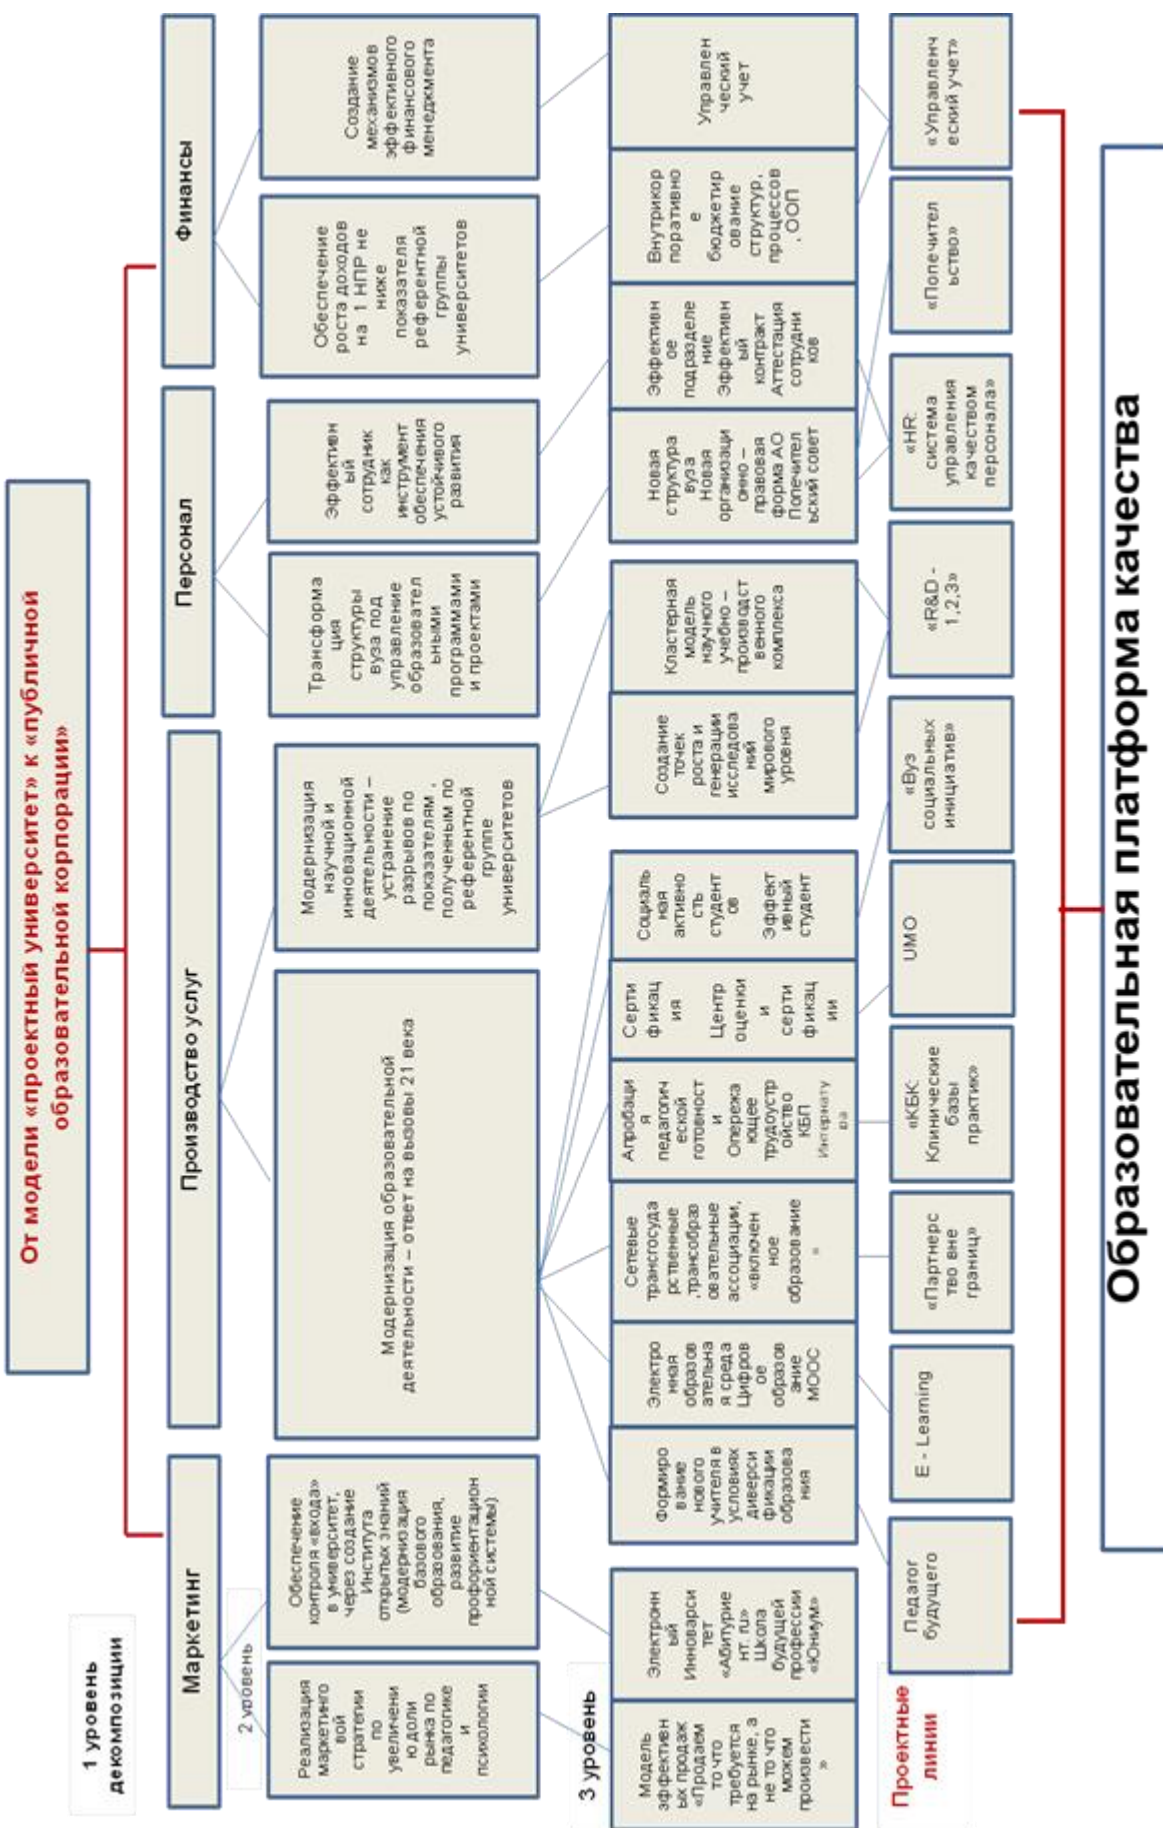 От модели «проектный университет» к «публичной
образовательной корпорации»
1 уровень
декомпозиции
Маркетинг
Производство услуг
Персонал
Финансы
2 уровень
Реализация
маркетинго
вой
стратегии
по
увеличени
ю доли
рынка по
педагогике
и
психологии
Обеспечение
контроля «входа»
в университет,
через создание
Института
открытых знаний
(модернизация
базового
образования,
развитие
профориентацион
ной системы)
Модернизация образовательной
деятельности – ответ на вызовы 21 века
Модернизация
научной и
инновационной
деятельности –
устранение
разрывов по
показателям ,
полученным по
референтной
группе
университетов
Трансформа
ция
структуры
вуза под
управление
образовател
ьными
программами
и проектами
Эффективн
ый
сотрудник
как
инструмент
обеспечения
устойчивого
развития
Обеспечение
роста доходов
на 1 НПР не
ниже
показателя
референтной
группы
университетов
Создание
механизмов
эффективного
финансового
менеджмента
3 уровень
Модель
эффективн
ых продаж
«Продаем
то что
требуется
на рынке, а
не то что
можем
произвести
»
Электронн
ый
Инноварси
тет
«Абитурие
нт. ru»
Школа
будущей
профессии
«Юниум»
Формиро
вание
нового
учителя в
условиях
диверси
фикации
образова
ния
Электро
нная
образов
ательна
я среда
Цифров
ое
образов
ание
МООС
Сетевые
трансгосуда
рственные
,трансобраз
овательные
ассоциации,
«включен
ное
образование
»
Апробаци
я
педагогич
еской
готовност
и
Опережа
ющее
трудоустр
ойство
КБП
Интернату
ра
Серти
фикац
ия
Центр
оценки
и
серти
фикац
ии
Социаль
ная
активно
сть
студент
ов
Эффект
ивный
студент
Создание
точек
роста и
генерации
исследова
ний
мирового
уровня
Кластерная
модель
научного
учебно –
производст
венного
комплекса
Новая
структура
вуза
Новая
организаци
онно –
правовая
форма АО
Попечител
ьский совет
Эффективн
ое
подразделе
ние
Эффективн
ый
контракт
Аттестация
сотрудни
ков
Внутрикор
поративно
е
бюджетир
ование
структур,
процессов
, ООП
Управлен
ческий
учет
Проектные
линии
Педагог
будущего
E - Learning
«Партнерс
тво вне
границ»
«КБК:
Клинические
базы
практик»
UMO
«Вуз
социальных
инициатив»
«R&D -
1,2,3»
«HR:
система
управления
качеством
персонала»
«Попечител
ьство»
«Управленч
еский учет»
Образовательная платформа качества